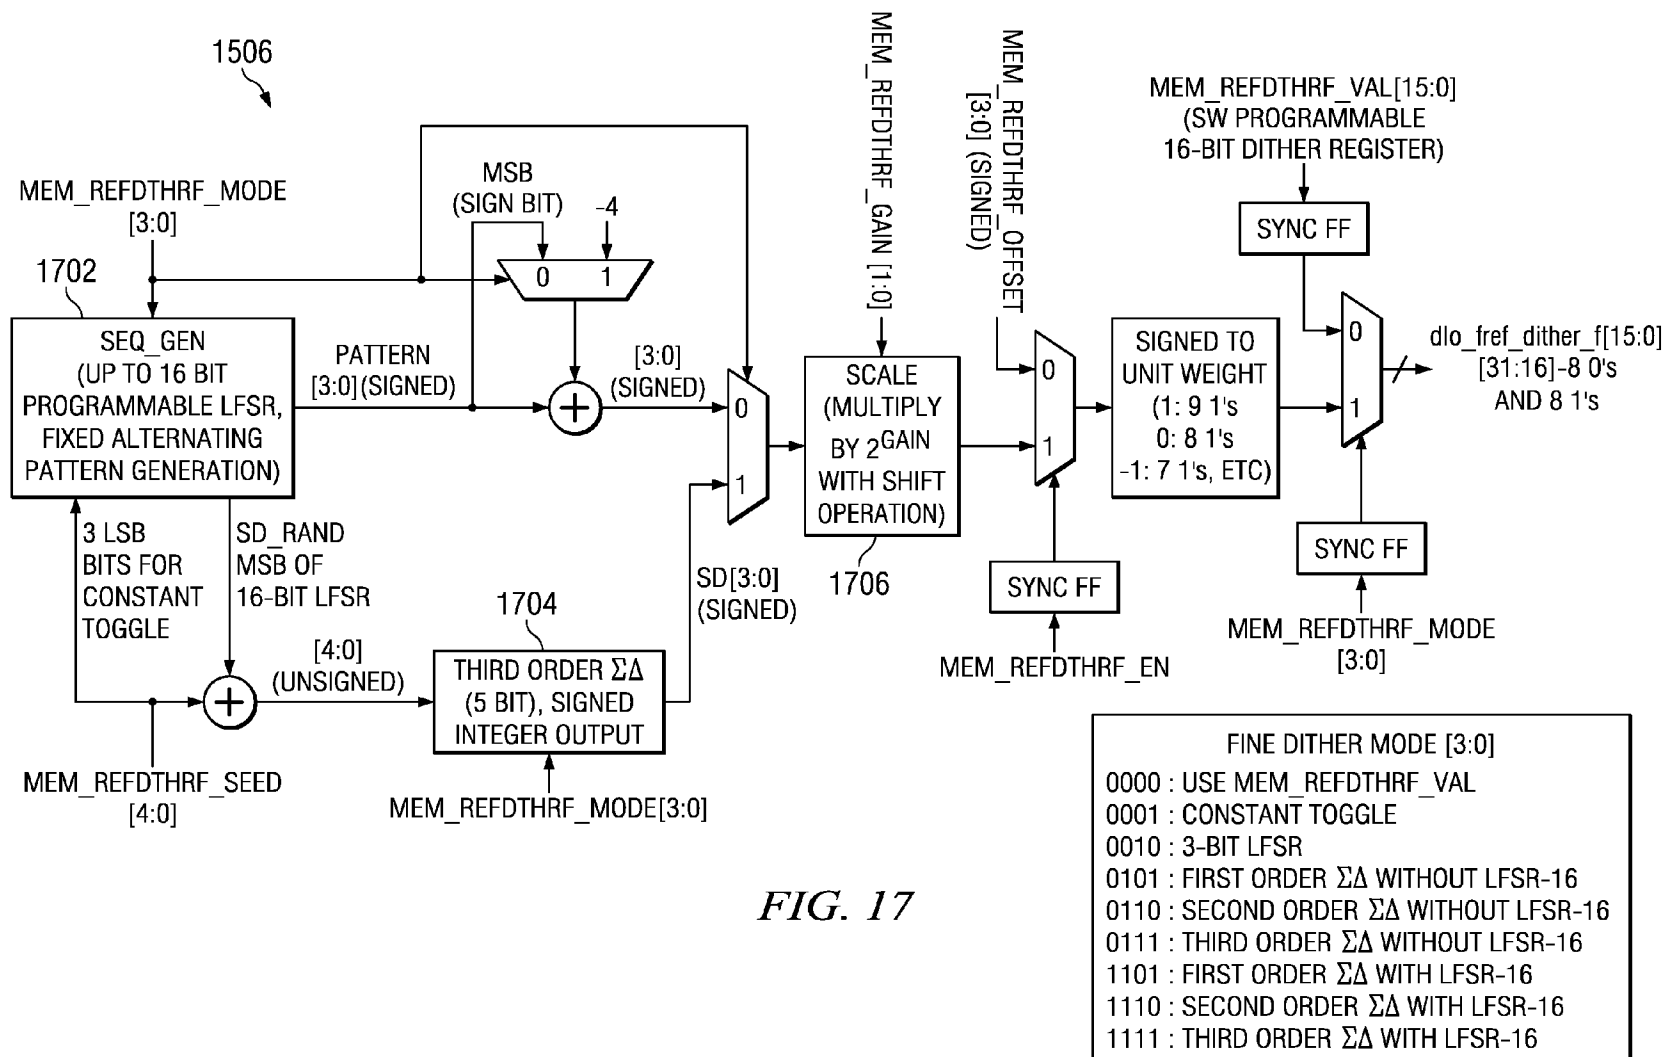 1506
MEM_REFDTHRF_MODE
[3:0]
1702
SEQ_GEN
(UP TO 16 BIT
PROGRAMMABLE LFSR,
FIXED ALTERNATING
PATTERN GENERATION)
MSB
(SIGN BIT)
-4
0
1
PATTERN
[3:0](SIGNED)
+
[3:0]
(SIGNED)
0
1
3 LSB
BITS FOR
CONSTANT
TOGGLE
SD_RAND
MSB OF
16-BIT LFSR
+
[4:0]
(UNSIGNED)
MEM_REFDTHRF_SEED
[4:0]
1704
THIRD ORDER ΣΔ
(5 BIT), SIGNED
INTEGER OUTPUT
MEM_REFDTHRF_MODE[3:0]
SD[3:0]
(SIGNED)
MEM_REFDTHRF_GAIN [1:0]
SCALE
(MULTIPLY
BY 2^GAIN
WITH SHIFT
OPERATION)
1706
MEM_REFDTHRF_OFFSET
[3:0] (SIGNED)
0
1
SYNC FF
MEM_REFDTHRF_EN
SIGNED TO
UNIT WEIGHT
(1: 9 1's
0: 8 1's
-1: 7 1's, ETC)
MEM_REFDTHRF_VAL[15:0]
(SW PROGRAMMABLE
16-BIT DITHER REGISTER)
SYNC FF
0
1
dlo_fref_dither_f[15:0]
[31:16]-8 0's
AND 8 1's
SYNC FF
MEM_REFDTHRF_MODE
[3:0]
FINE DITHER MODE [3:0]
0000 : USE MEM_REFDTHRF_VAL
0001 : CONSTANT TOGGLE
0010 : 3-BIT LFSR
0101 : FIRST ORDER ΣΔ WITHOUT LFSR-16
0110 : SECOND ORDER ΣΔ WITHOUT LFSR-16
0111 : THIRD ORDER ΣΔ WITHOUT LFSR-16
1101 : FIRST ORDER ΣΔ WITH LFSR-16
1110 : SECOND ORDER ΣΔ WITH LFSR-16
1111 : THIRD ORDER ΣΔ WITH LFSR-16
FIG. 17